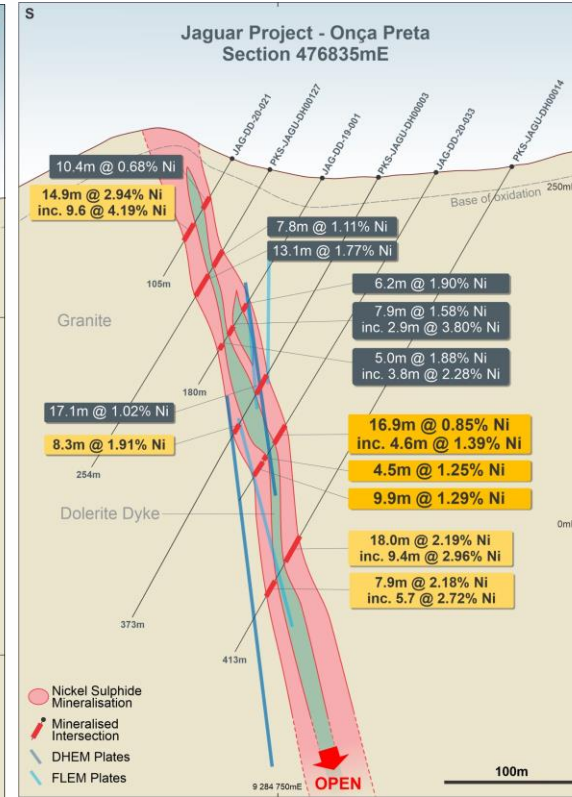 S
Jaguar Project - Onça Preta
Section 476835mE
JAG-DD-20-021
PKS-JAGU-DH00127
JAG-DD-19-001
PKS-JAGU-DH00003
JAG-DD-20-033
PKS-JAGU-DH00014
10.4m @ 0.68% Ni
250m
Base of oxidation
14.9m @ 2.94% Ni
inc. 9.6 @ 4.19% Ni
7.8m @ 1.11% Ni
13.1m @ 1.77% Ni
105m
6.2m @ 1.90% Ni
Granite
7.9m @ 1.58% Ni
inc. 2.9m @ 3.80% Ni
5.0m @ 1.88% Ni
inc. 3.8m @ 2.28% Ni
180m
17.1m @ 1.02% Ni
16.9m @ 0.85% Ni
inc. 4.6m @ 1.39% Ni
8.3m @ 1.91% Ni
254m
4.5m @ 1.25% Ni
9.9m @ 1.29% Ni
Dolerite Dyke
0m
18.0m @ 2.19% Ni
inc. 9.4m @ 2.96% Ni
7.9m @ 2.18% Ni
inc. 5.7 @ 2.72% Ni
373m
413m
Nickel Sulphide
Mineralisation
Mineralised
Intersection
DHEM Plates
FLEM Plates
OPEN
100m
9 284 750mE